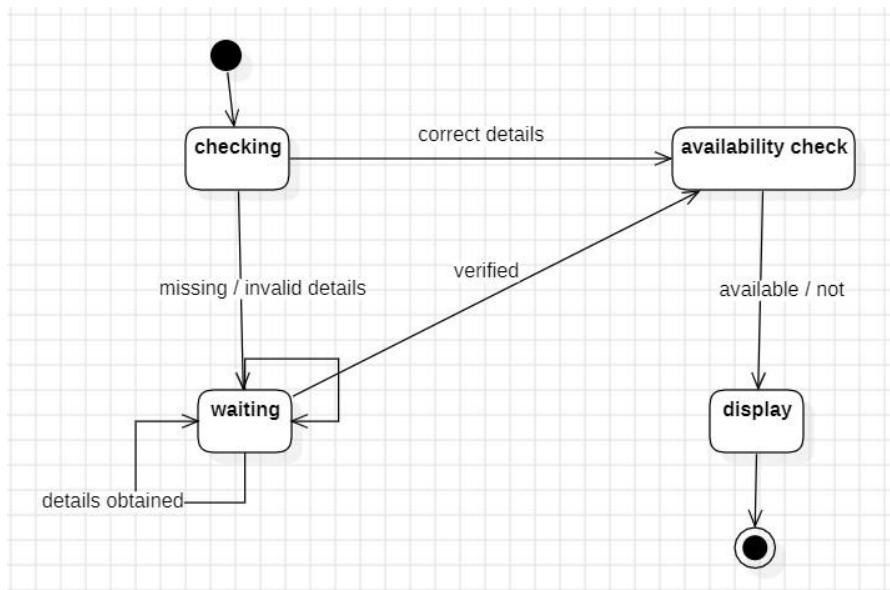 checking
correct details
availability check
missing / invalid details
verified
available / not
waiting
display
details obtained